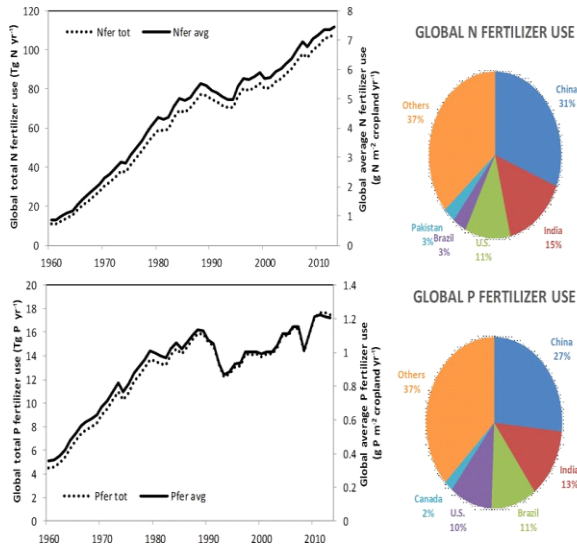 Global total N fertilizer use (Tg N yr⁻¹)
120
100
80
60
40
20
0
Nfer tot
Nfer avg
8
7
6
5
4
3
2
1
0
Global average N fertilizer use
(g N m⁻² cropland yr⁻¹)
1960
1970
1980
1990
2000
2010
GLOBAL N FERTILIZER USE
Others
37%
China
31%
Pakistan
3%
Brazil
3%
U.S.
11%
India
15%
Global total P fertilizer use (Tg P yr⁻¹)
20
18
16
14
12
10
8
6
4
2
0
Pfer tot
Pfer avg
1.4
1.2
1
0.8
0.6
0.4
0.2
0
Global average P fertilizer use
(g P m⁻² cropland yr⁻¹)
1960
1970
1980
1990
2000
2010
GLOBAL P FERTILIZER USE
Others
37%
China
27%
Canada
2%
U.S.
10%
Brazil
11%
India
13%